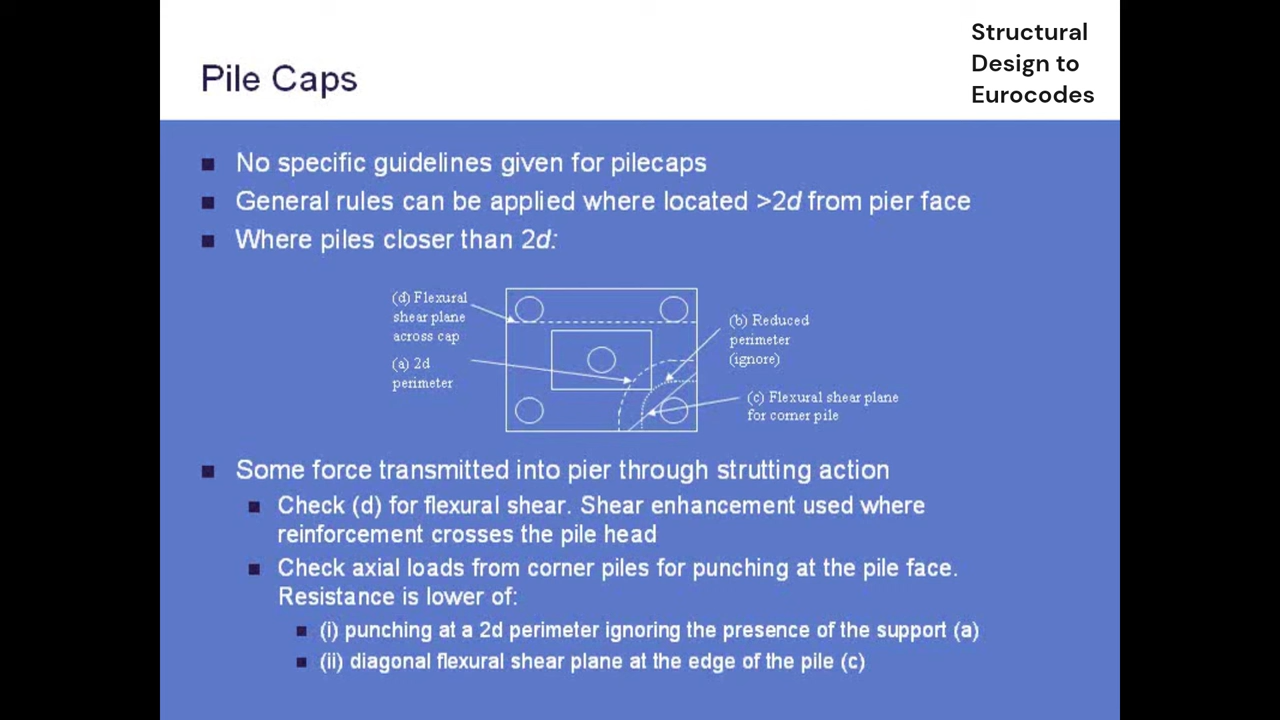 Structural
Design to
Eurocodes
Pile Caps
No specific guidelines given for pilecaps
General rules can be applied where located >2d from pier face
Where piles closer than 2d:
(d) Flexural
shear plane
across cap
(a) 2d
perimeter
(b) Reduced
perimeter
(ignore)
(c) Flexural shear plane
for corner pile
Some force transmitted into pier through strutting action
Check (d) for flexural shear. Shear enhancement used where
reinforcement crosses the pile head
Check axial loads from corner piles for punching at the pile face.
Resistance is lower of:
(i) punching at a 2d perimeter ignoring the presence of the support (a)
(ii) diagonal flexural shear plane at the edge of the pile (c)